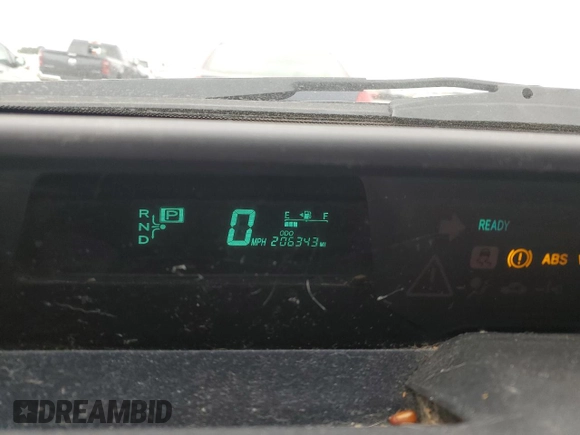 R P
N
D
0 MPH
E F
ODO
206343 MI
READY
ABS
DREAMBID